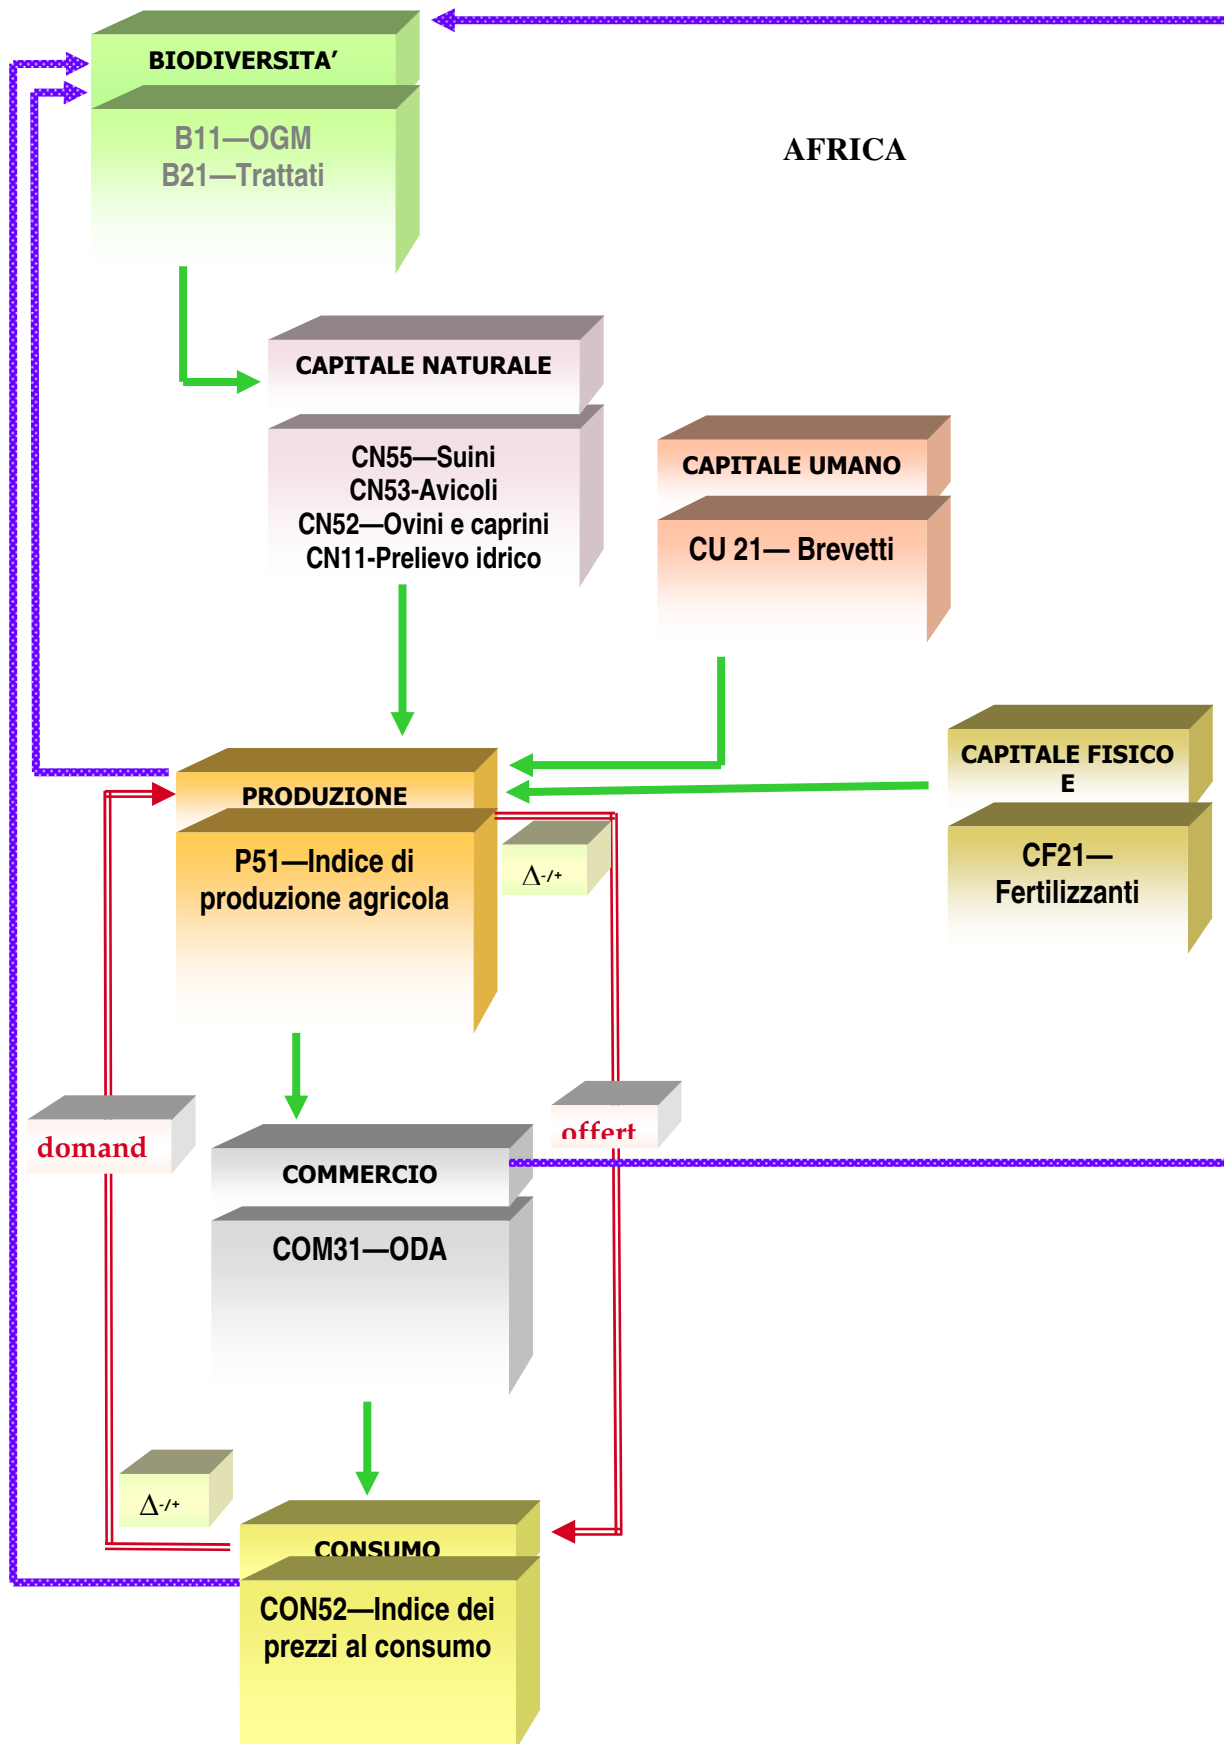 BIODIVERSITA’
B11—OGM
B21—Trattati
AFRICA
CAPITALE NATURALE
CN55—Suini
CN53-Avicoli
CN52—Ovini e caprini
CN11-Prelievo idrico
CAPITALE UMANO
CU 21— Brevetti
CAPITALE FISICO
E
CF21—
Fertilizzanti
PRODUZIONE
P51—Indice di
produzione agricola
Δ-/+
domand
offert
COMMERCIO
COM31—ODA
Δ-/+
CONSUMO
CON52—Indice dei
prezzi al consumo